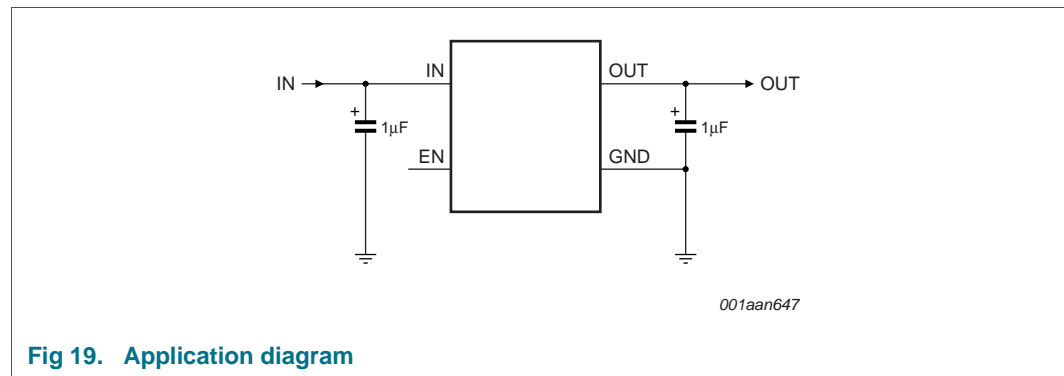 IN
IN
OUT
OUT
+
1μF
+
1μF
EN
GND
001aan647
Fig 19. Application diagram